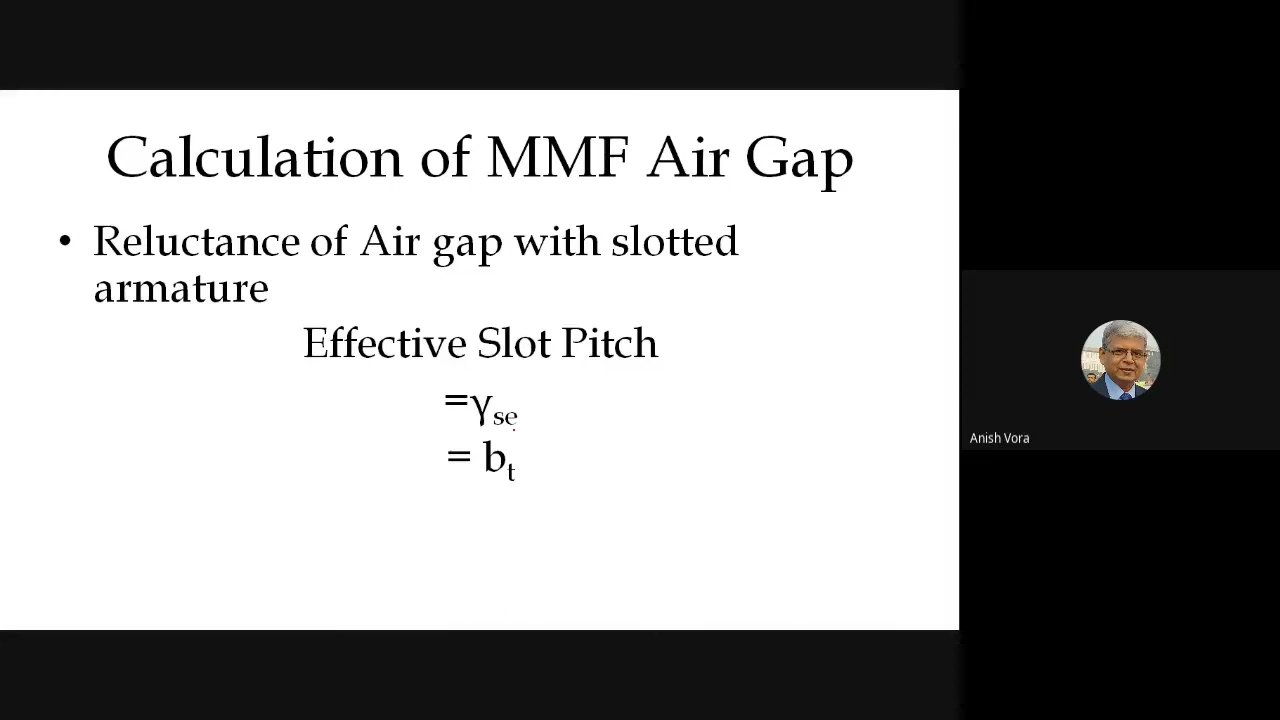 Calculation of MMF Air Gap
• Reluctance of Air gap with slotted
armature
Effective Slot Pitch
=γse
= bt
Anish Vora